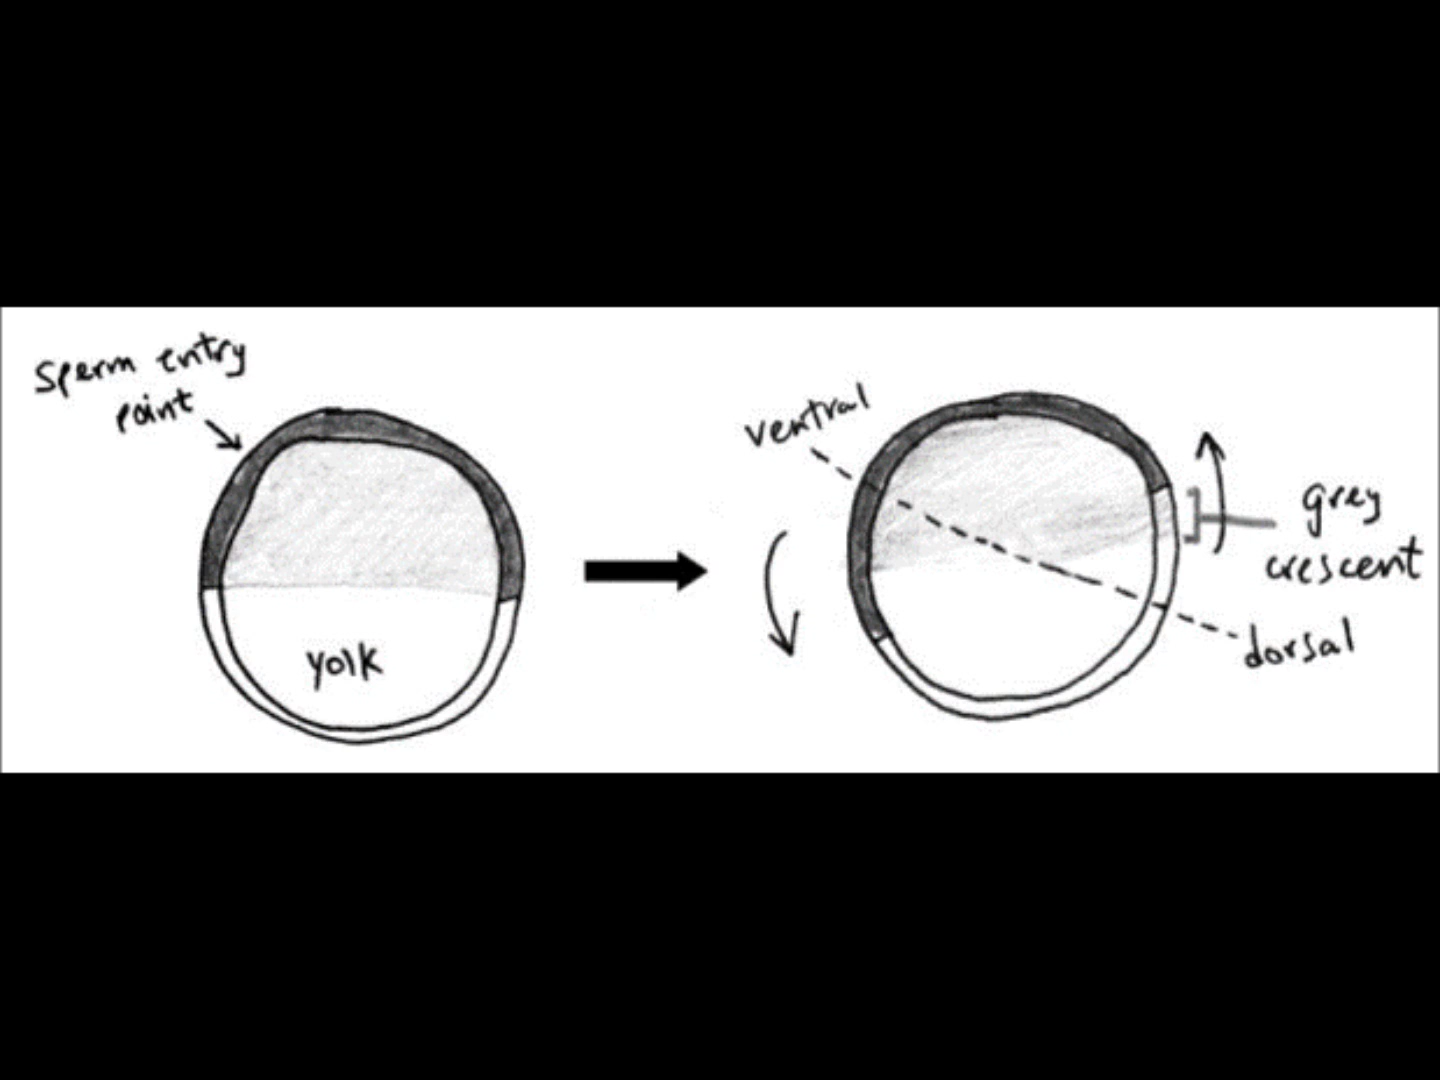 Sperm entry
point
yolk
ventral
grey
crescent
dorsal